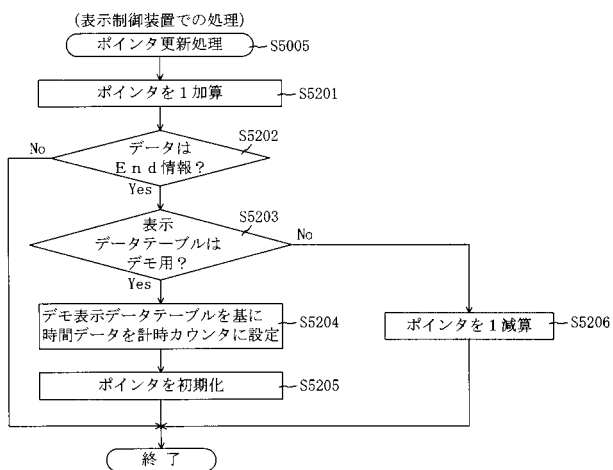 (表示制御装置での処理)
ポインタ更新処理
S5005
ポインタを1加算
S5201
S5202
データは
End情報?
No
Yes
S5203
表示
データテーブルは
デモ用?
No
Yes
デモ表示データテーブルを基に
時間データを計時カウンタに設定
S5204
ポインタを1減算
S5206
ポインタを初期化
S5205
終了